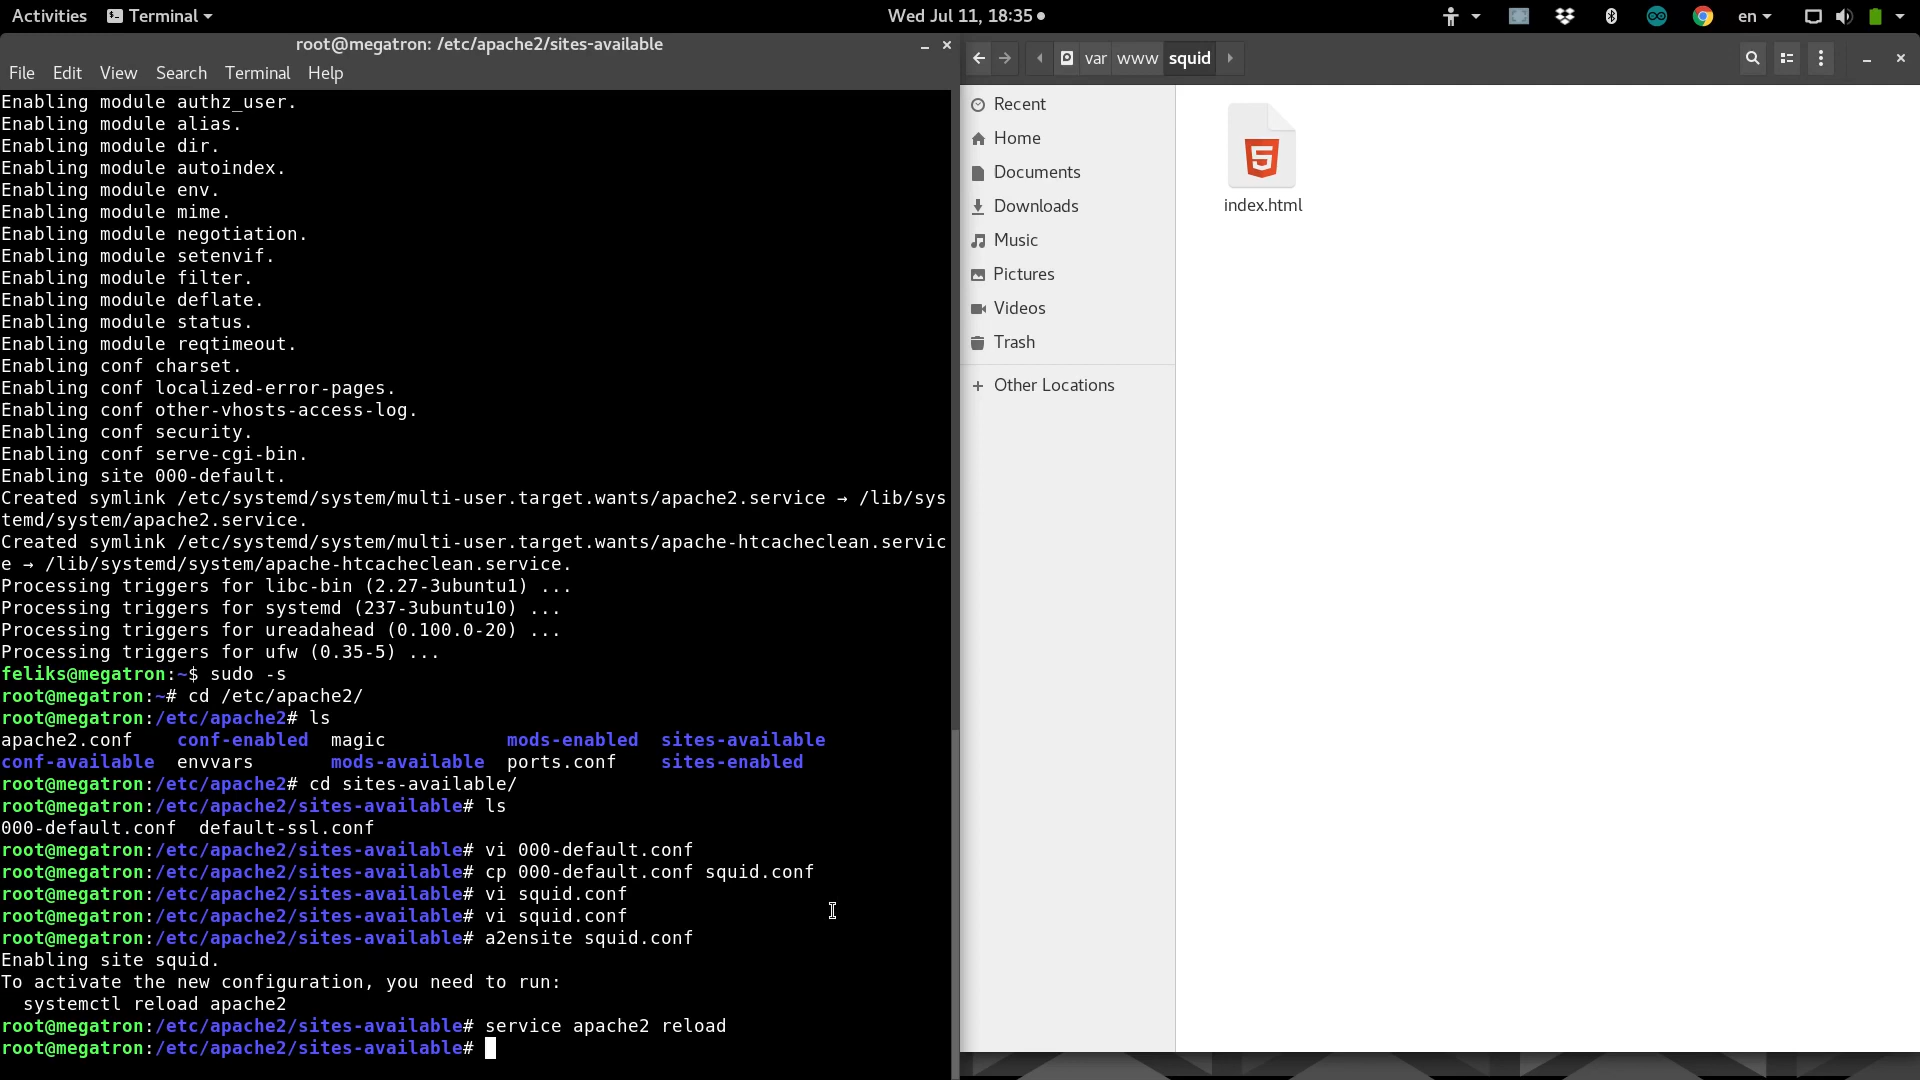 Activities Terminal Wed Jul 11, 18:35 en
root@megatron: /etc/apache2/sites-available
File Edit View Search Terminal Help
Enabling module authz_user.
Enabling module alias.
Enabling module dir.
Enabling module autoindex.
Enabling module env.
Enabling module mime.
Enabling module negotiation.
Enabling module setenvif.
Enabling module filter.
Enabling module deflate.
Enabling module status.
Enabling module reqtimeout.
Enabling conf charset.
Enabling conf localized-error-pages.
Enabling conf other-vhosts-access-log.
Enabling conf security.
Enabling conf serve-cgi-bin.
Enabling site 000-default.
Created symlink /etc/systemd/system/multi-user.target.wants/apache2.service → /lib/sys
temd/system/apache2.service.
Created symlink /etc/systemd/system/multi-user.target.wants/apache-htcacheclean.servic
e → /lib/systemd/system/apache-htcacheclean.service.
Processing triggers for libc-bin (2.27-3ubuntu1) ...
Processing triggers for systemd (237-3ubuntu10) ...
Processing triggers for ureadahead (0.100.0-20) ...
Processing triggers for ufw (0.35-5) ...
feliks@megatron:~$ sudo -s
root@megatron:~# cd /etc/apache2/
root@megatron:/etc/apache2# ls
apache2.conf conf-enabled magic mods-enabled sites-available
conf-available envvars mods-available ports.conf sites-enabled
root@megatron:/etc/apache2# cd sites-available/
root@megatron:/etc/apache2/sites-available# ls
000-default.conf default-ssl.conf
root@megatron:/etc/apache2/sites-available# vi 000-default.conf
root@megatron:/etc/apache2/sites-available# cp 000-default.conf squid.conf
root@megatron:/etc/apache2/sites-available# vi squid.conf
root@megatron:/etc/apache2/sites-available# vi squid.conf
root@megatron:/etc/apache2/sites-available# a2ensite squid.conf
Enabling site squid.
To activate the new configuration, you need to run:
systemctl reload apache2
root@megatron:/etc/apache2/sites-available# service apache2 reload
root@megatron:/etc/apache2/sites-available#
var www squid
Recent
Home
Documents
Downloads
Music
Pictures
Videos
Trash
+ Other Locations
index.html